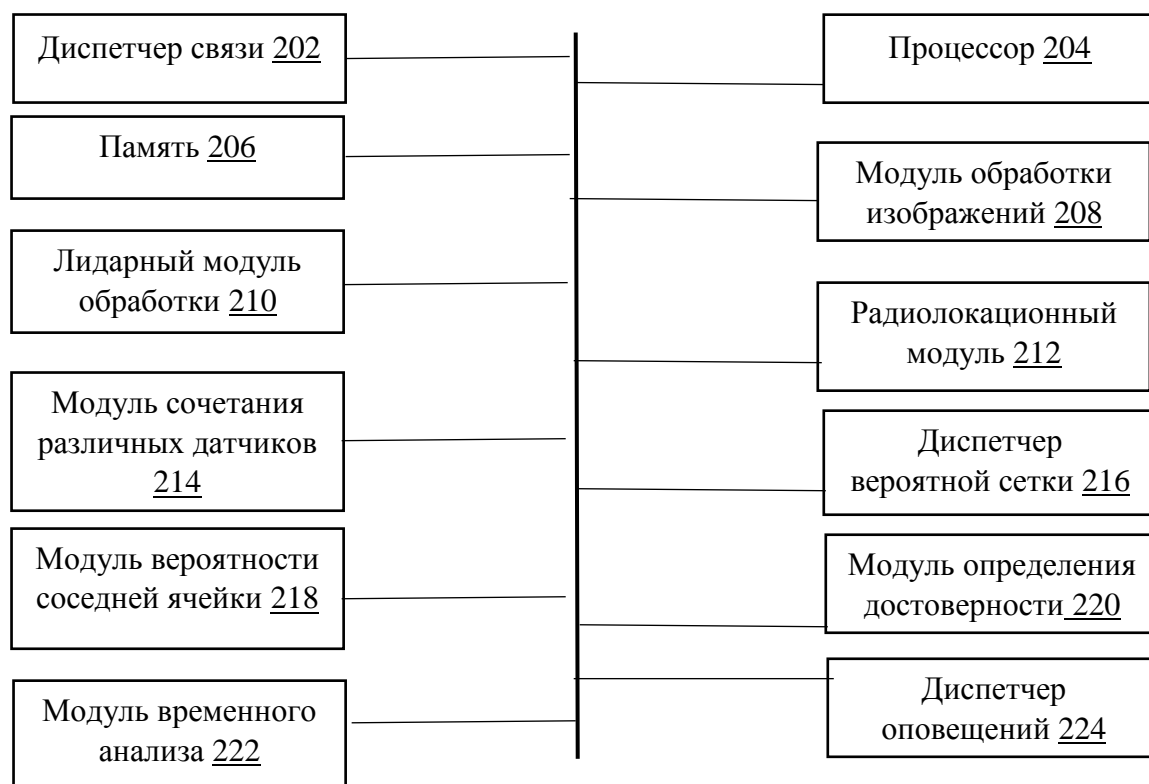 Диспетчер связи 202
Процессор 204
Память 206
Модуль обработки
изображений 208
Лидарный модуль
обработки 210
Радиолокационный
модуль 212
Модуль сочетания
различных датчиков
214
Диспетчер
вероятной сетки 216
Модуль вероятности
соседней ячейки 218
Модуль определения
достоверности 220
Модуль временного
анализа 222
Диспетчер
оповещений 224